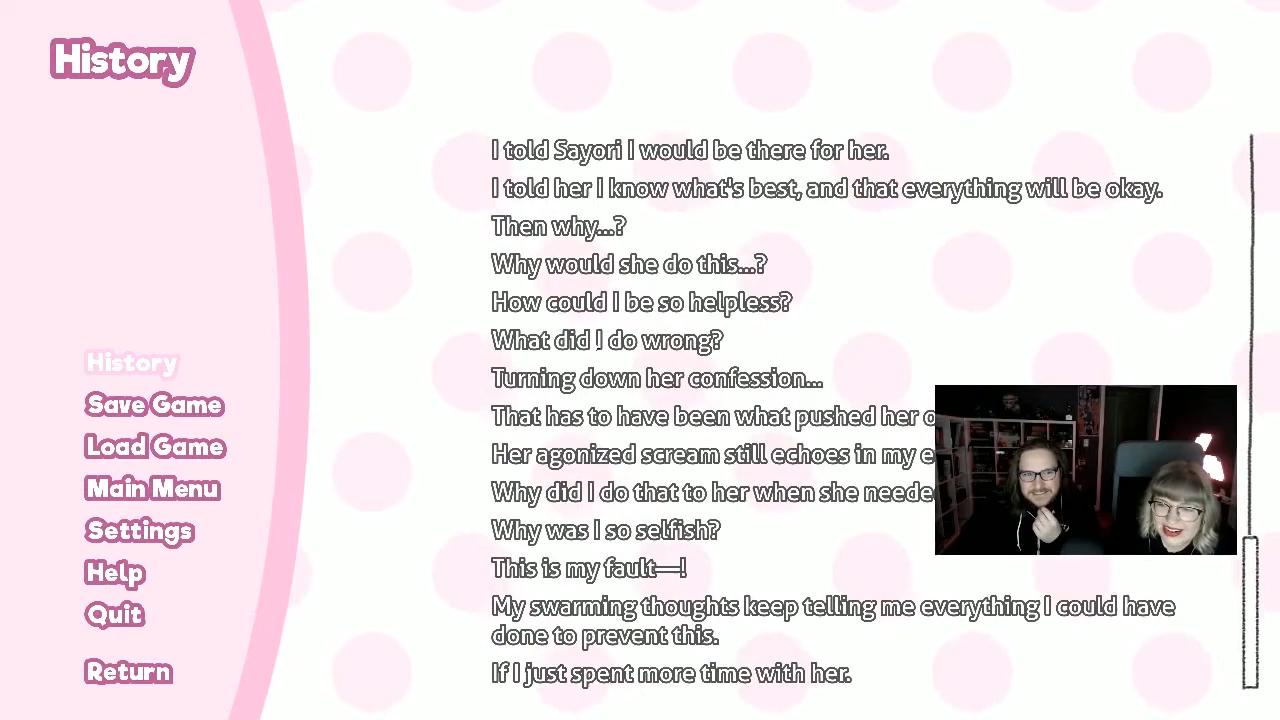 History
I told Sayori I would be there for her.
I told her I know what's best, and that everything will be okay.
Then why...?
Why would she do this...?
How could I be so helpless?
What did I do wrong?
Turning down her confession...
That has to have been what pushed her
Her agonized scream still echoes in my
Why did I do that to her when she
Why was I so selfish?
This is my fault—!
My swarming thoughts keep telling me everything I could have
done to prevent this.
If I just spent more time with her.
History
Save Game
Load Game
Main Menu
Settings
Help
Quit
Return